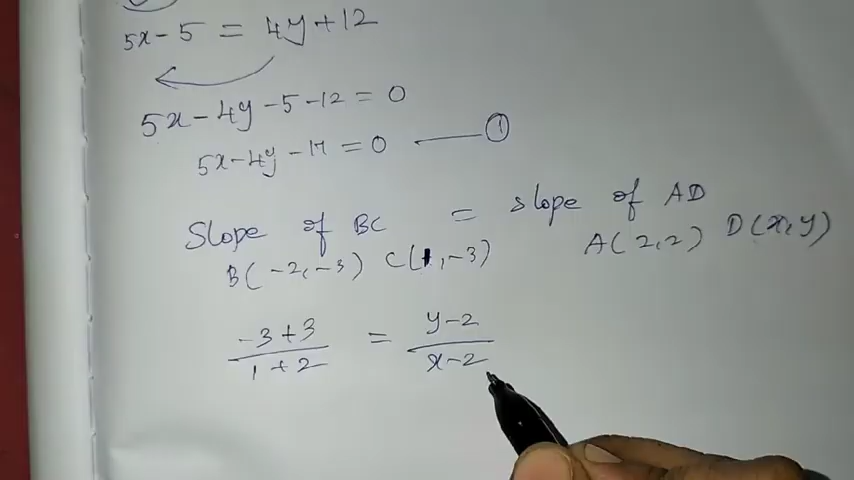 5x - 5 = 4y + 12
5x - 4y - 5 - 12 = 0
5x - 4y - 17 = 0 —— ①
Slope of BC = slope of AD
B(-2, -3) C(1, -3) A(2, 2) D(x, y)
-3 + 3 / 1 + 2 = y - 2 / x - 2